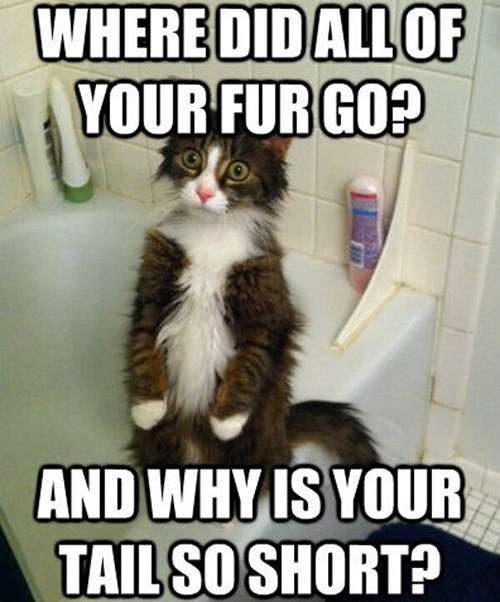 WHERE DID ALL OF
YOUR FUR GO?
AND WHY IS YOUR
TAIL SO SHORT?